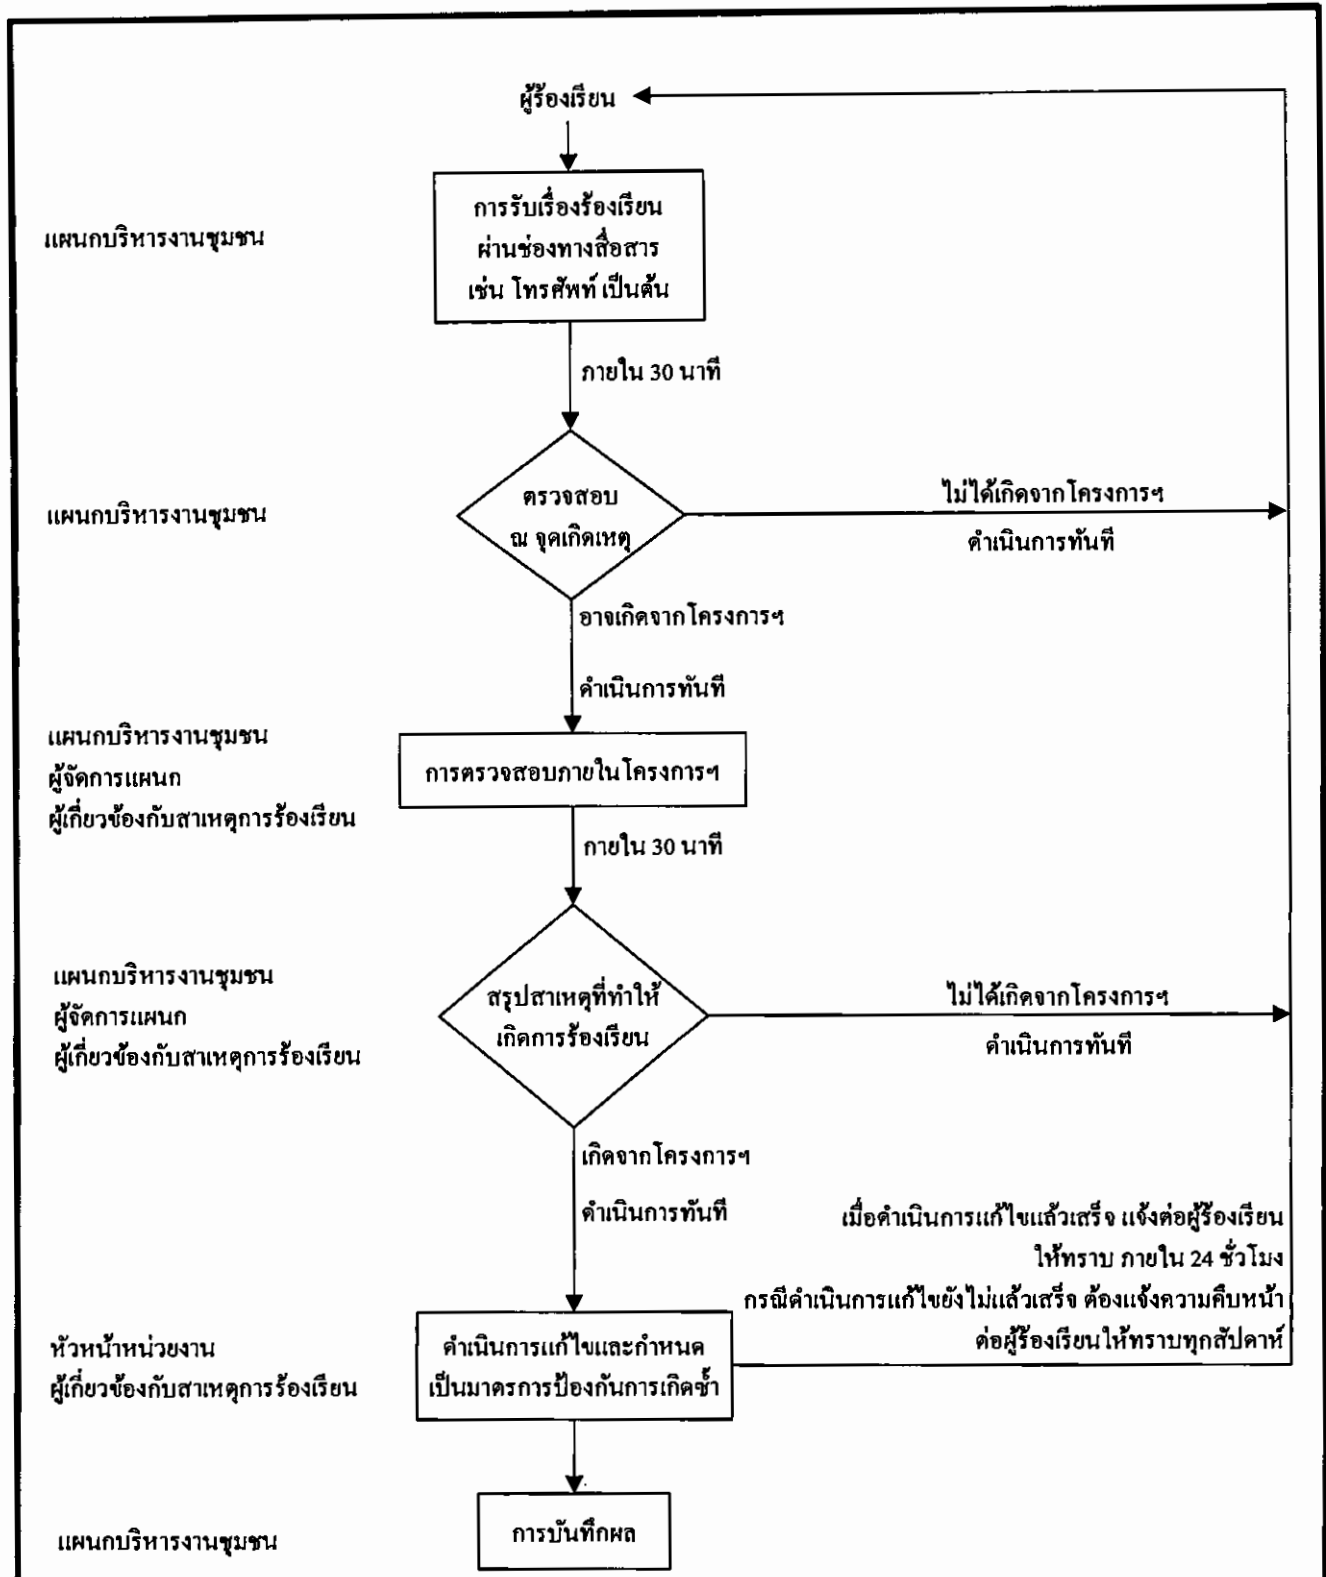 ผู้ร้องเรียน
แผนกบริหารงานชุมชน
การรับเรื่องร้องเรียน
ผ่านช่องทางสื่อสาร
เช่น โทรศัพท์ เป็นต้น
ภายใน 30 นาที
แผนกบริหารงานชุมชน
ตรวจสอบ
ณ จุดเกิดเหตุ
ไม่ได้เกิดจากโครงการฯ
ดำเนินการทันที
อาจเกิดจากโครงการฯ
ดำเนินการทันที
แผนกบริหารงานชุมชน
ผู้จัดการแผนก
ผู้เกี่ยวข้องกับสาเหตุการร้องเรียน
การตรวจสอบภายในโครงการฯ
ภายใน 30 นาที
แผนกบริหารงานชุมชน
ผู้จัดการแผนก
ผู้เกี่ยวข้องกับสาเหตุการร้องเรียน
สรุปสาเหตุที่ทำให้
เกิดการร้องเรียน
ไม่ได้เกิดจากโครงการฯ
ดำเนินการทันที
เกิดจากโครงการฯ
ดำเนินการทันที
เมื่อดำเนินการแก้ไขแล้วเสร็จ แจ้งต่อผู้ร้องเรียน
ให้ทราบ ภายใน 24 ชั่วโมง
กรณีดำเนินการแก้ไขยังไม่แล้วเสร็จ ต้องแจ้งความคืบหน้า
ต่อผู้ร้องเรียนให้ทราบทุกสัปดาห์
หัวหน้าหน่วยงาน
ผู้เกี่ยวข้องกับสาเหตุการร้องเรียน
ดำเนินการแก้ไขและกำหนด
เป็นมาตรการป้องกันการเกิดซ้ำ
แผนกบริหารงานชุมชน
การบันทึกผล